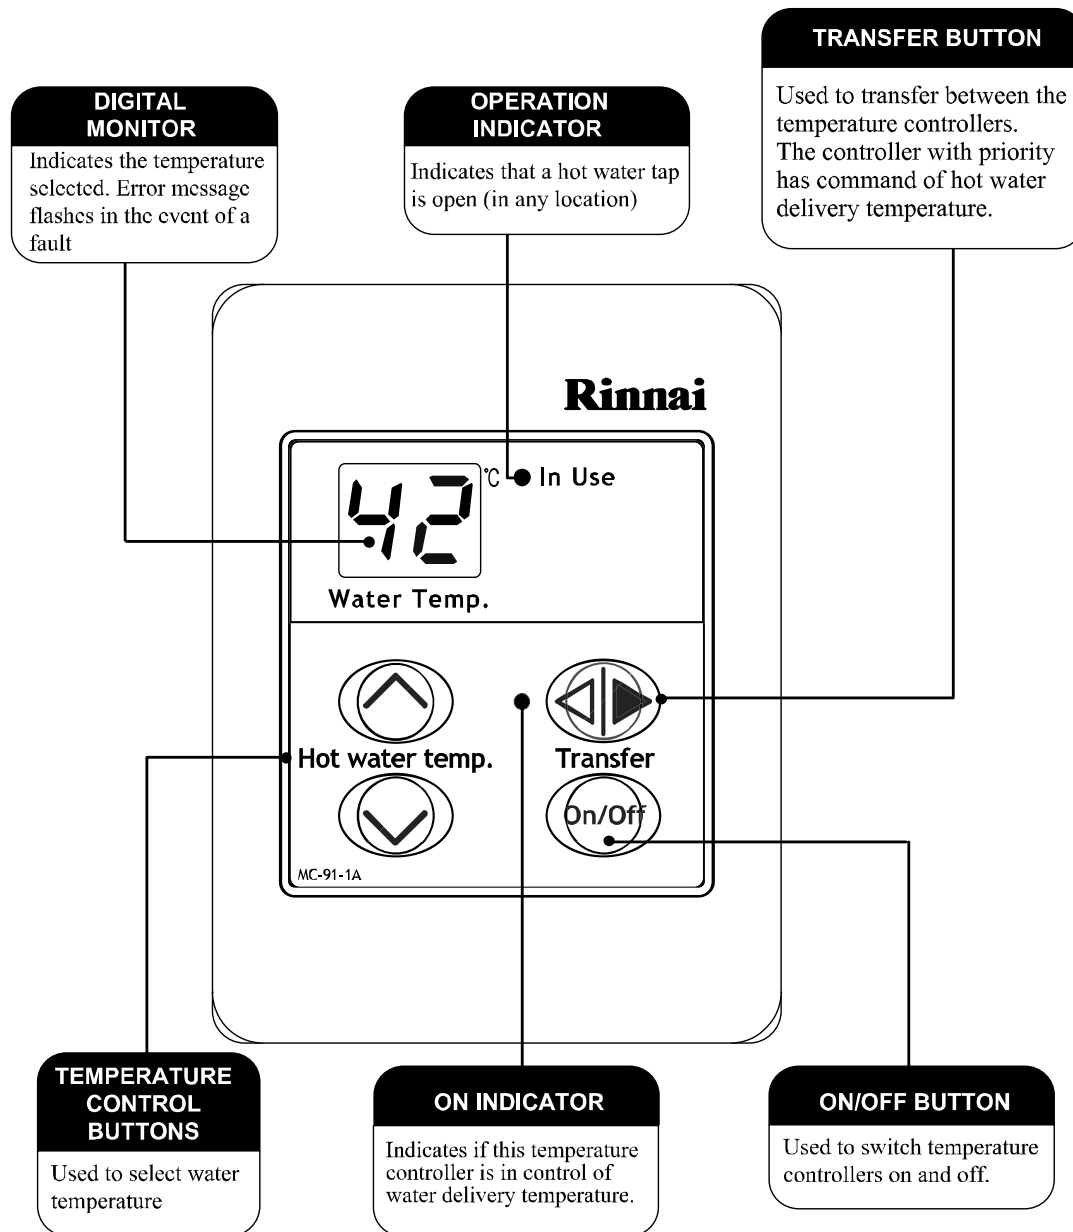 TRANSFER BUTTON
Used to transfer between the
temperature controllers.
The controller with priority
has command of hot water
delivery temperature.
DIGITAL
MONITOR
Indicates the temperature
selected. Error message
flashes in the event of a
fault
OPERATION
INDICATOR
Indicates that a hot water tap
is open (in any location)
Rinnai
42 °C In Use
Water Temp.
Hot water temp. Transfer
On/Off
MC-91-1A
TEMPERATURE
CONTROL
BUTTONS
Used to select water
temperature
ON INDICATOR
Indicates if this temperature
controller is in control of
water delivery temperature.
ON/OFF BUTTON
Used to switch temperature
controllers on and off.